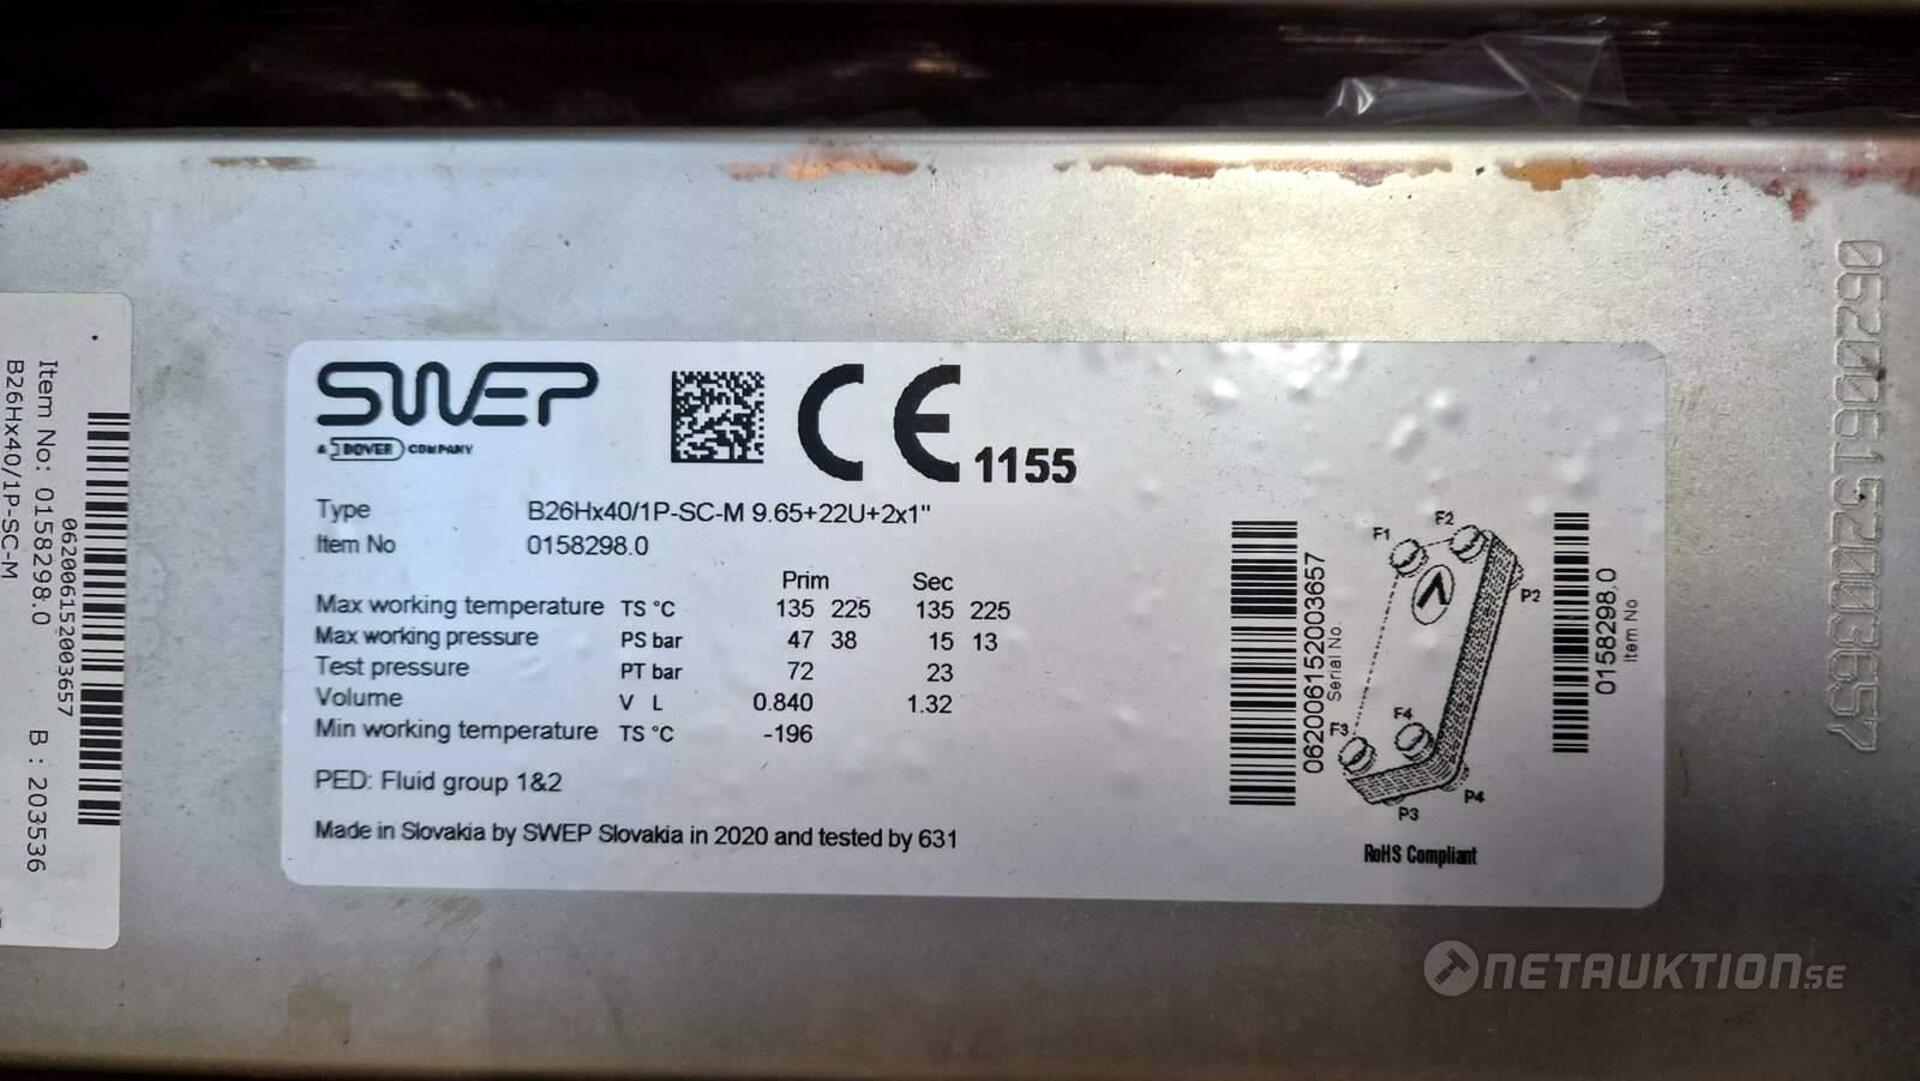 SWEP
A DOVER COMPANY
CE 1155
Type B26Hx40/1P-SC-M 9.65+22U+2x1"
Item No 0158298.0
Prim Sec
Max working temperature TS °C 135 225 135 225
Max working pressure PS bar 47 38 15 13
Test pressure PT bar 72 23
Volume V L 0.840 1.32
Min working temperature TS °C -196
PED: Fluid group 1&2
Made in Slovakia by SWEP Slovakia in 2020 and tested by 631
062006152003657
Serial No
F1
F2
P2
F3
F4
P3
P4
0158298.0
Item No
RoHS Compliant
062006152003657
062006152003657
Item No: 0158298.0 B: 203536
B26Hx40/1P-SC-M
NETAUKTION.SE